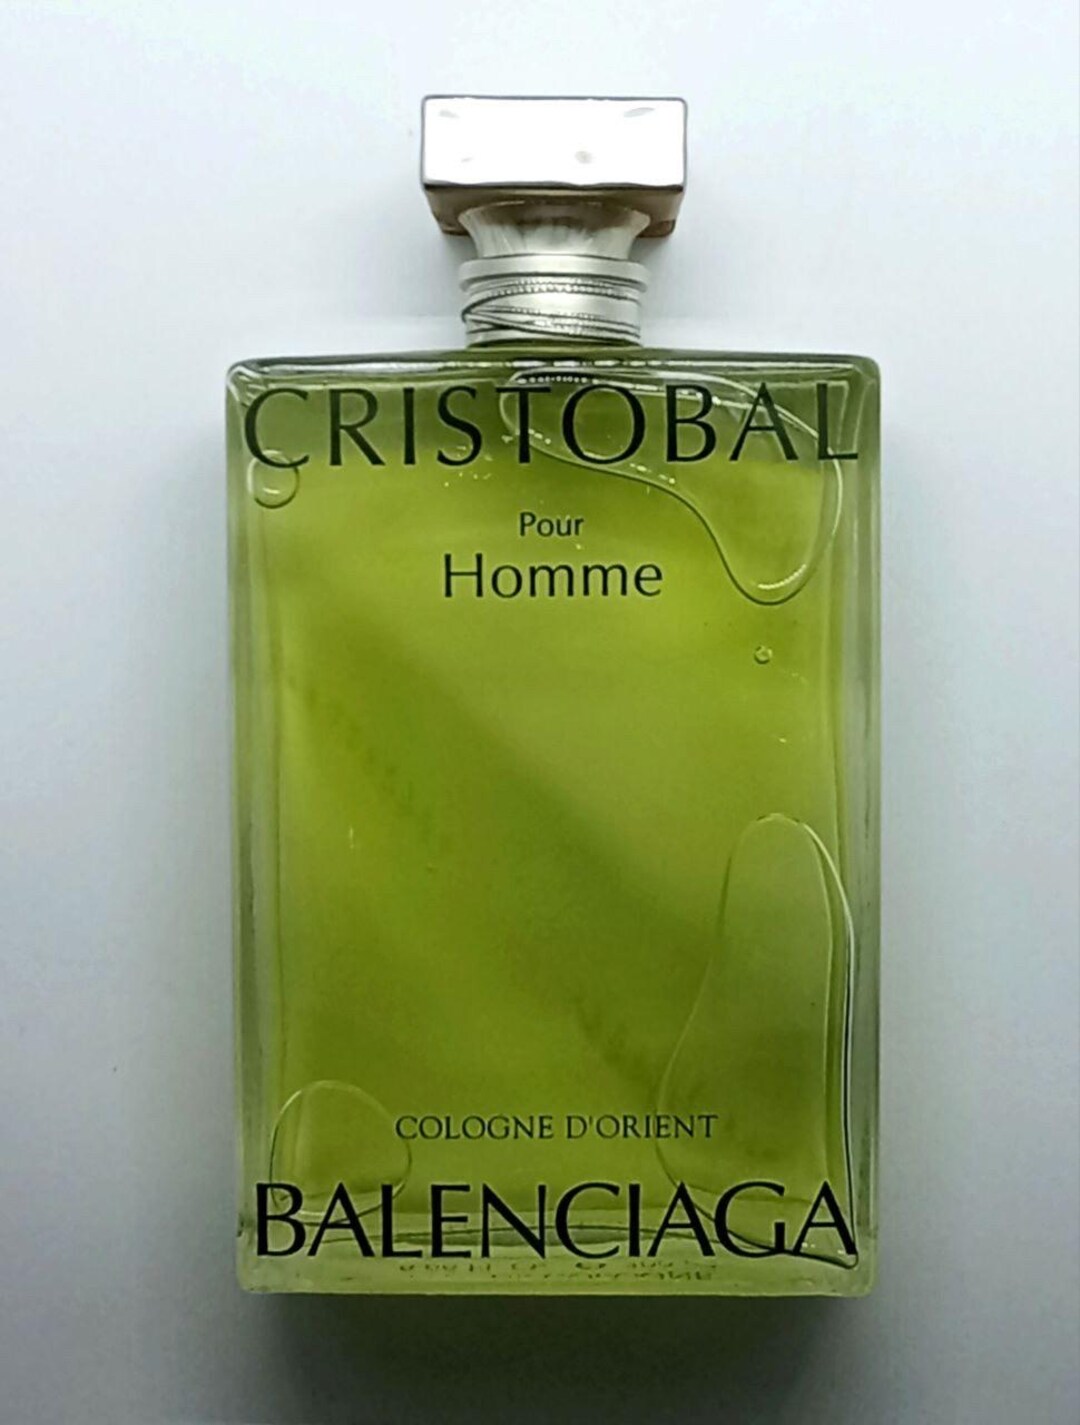 CRISTOBAL
Pour
Homme
COLOGNE D'ORIENT
BALENCIAGA